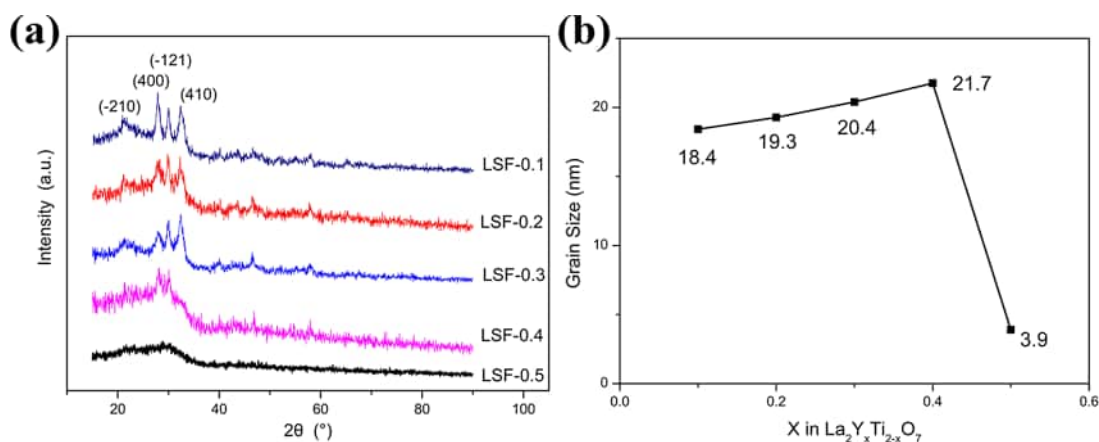 (a)
(-121)
(400)
(410)
(-210)
LSF-0.1
LSF-0.2
LSF-0.3
LSF-0.4
LSF-0.5
Intensity (a.u.)
20
40
60
80
100
2θ (°)
(b)
20
10
0
Grain Size (nm)
18.4
19.3
20.4
21.7
3.9
0.0
0.2
0.4
0.6
X in La₂YₓTi₂₋ₓO₇